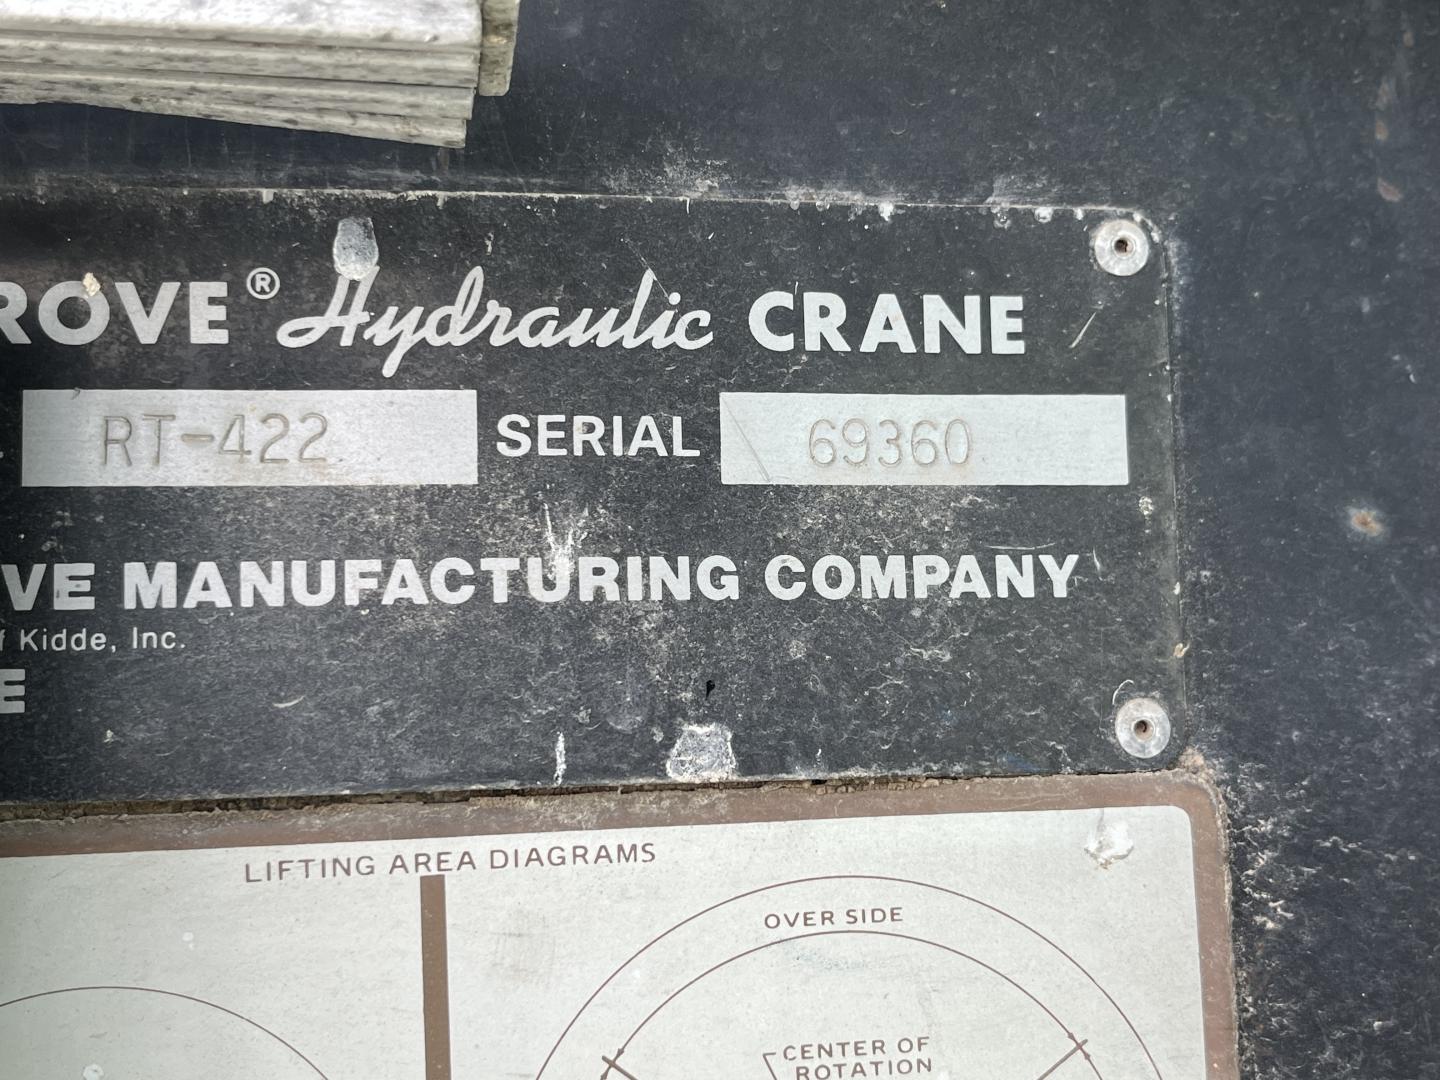 ROVE® Hydraulic CRANE
RT-422 SERIAL 69360
VE MANUFACTURING COMPANY
f Kidde, Inc.
E
LIFTING AREA DIAGRAMS
OVER SIDE
CENTER OF
ROTATION